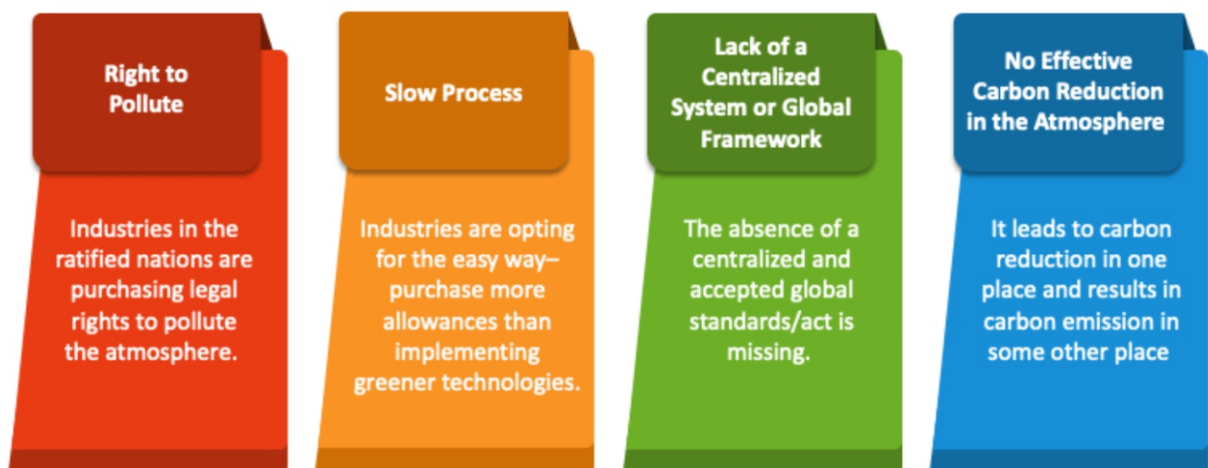 Right to
Pollute
Industries in the
ratified nations are
purchasing legal
rights to pollute
the atmosphere.
Slow Process
Industries are opting
for the easy way–
purchase more
allowances than
implementing
greener technologies.
Lack of a
Centralized
System or Global
Framework
The absence of a
centralized and
accepted global
standards/act is
missing.
No Effective
Carbon Reduction
in the Atmosphere
It leads to carbon
reduction in one
place and results in
carbon emission in
some other place